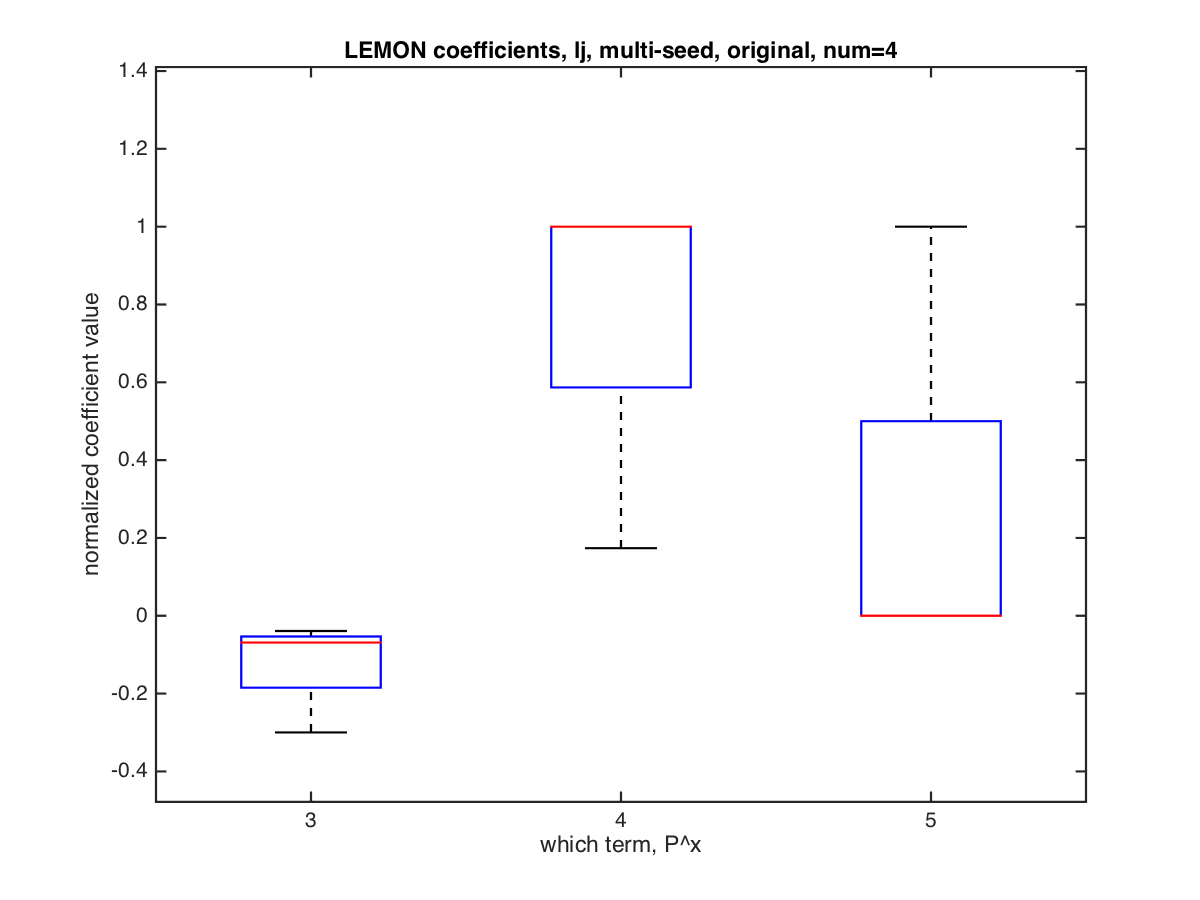 LEMON coefficients, lj, multi-seed, original, num=4
1.4
1.2
1
0.8
0.6
0.4
0.2
0
-0.2
-0.4
normalized coefficient value
3 4 5
which term, P^x